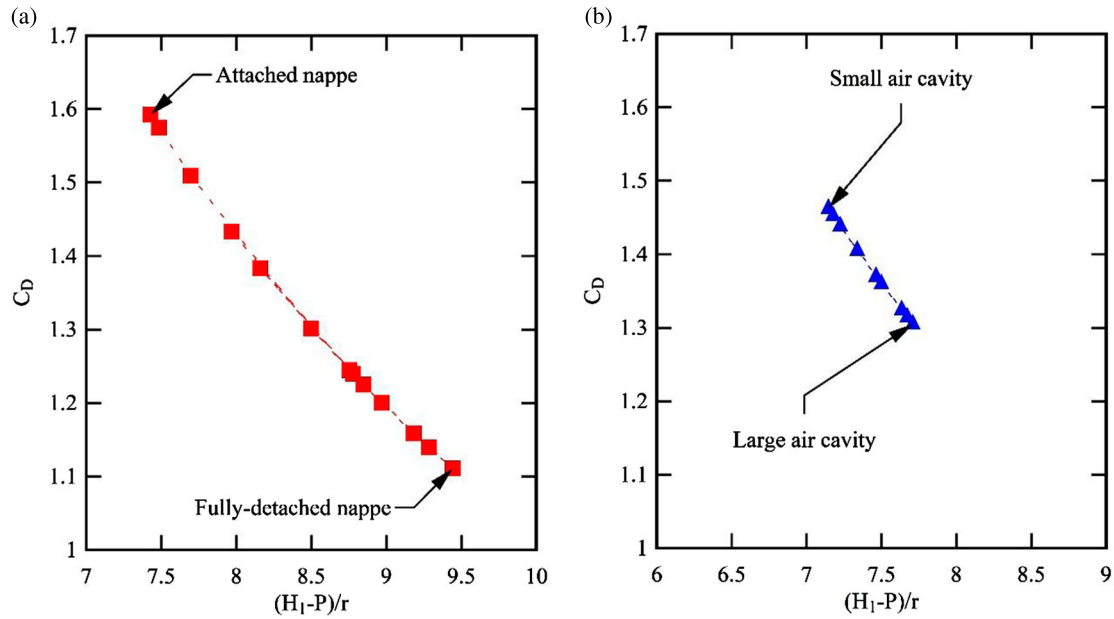 (a)
1.7
1.6
1.5
1.4
1.3
1.2
1.1
1
C_D
Attached nappe
Fully-detached nappe
7 7.5 8 8.5 9 9.5 10
(H₁-P)/r
(b)
1.7
1.6
1.5
1.4
1.3
1.2
1.1
1
C_D
Small air cavity
Large air cavity
6 6.5 7 7.5 8 8.5 9
(H₁-P)/r